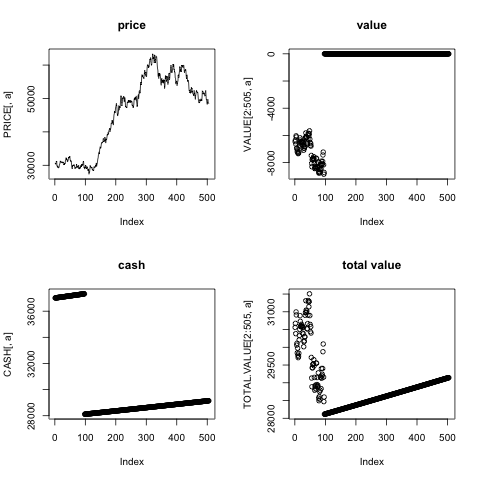 price
PRICE[, a]
30000
50000
0
100
200
300
400
500
Index
value
VALUE[2:505, a]
-8000
-4000
0
0
100
200
300
400
500
Index
cash
CASH[, a]
28000
32000
36000
0
100
200
300
400
500
Index
total value
TOTAL.VALUE[2:505, a]
28000
29500
31000
0
100
200
300
400
500
Index